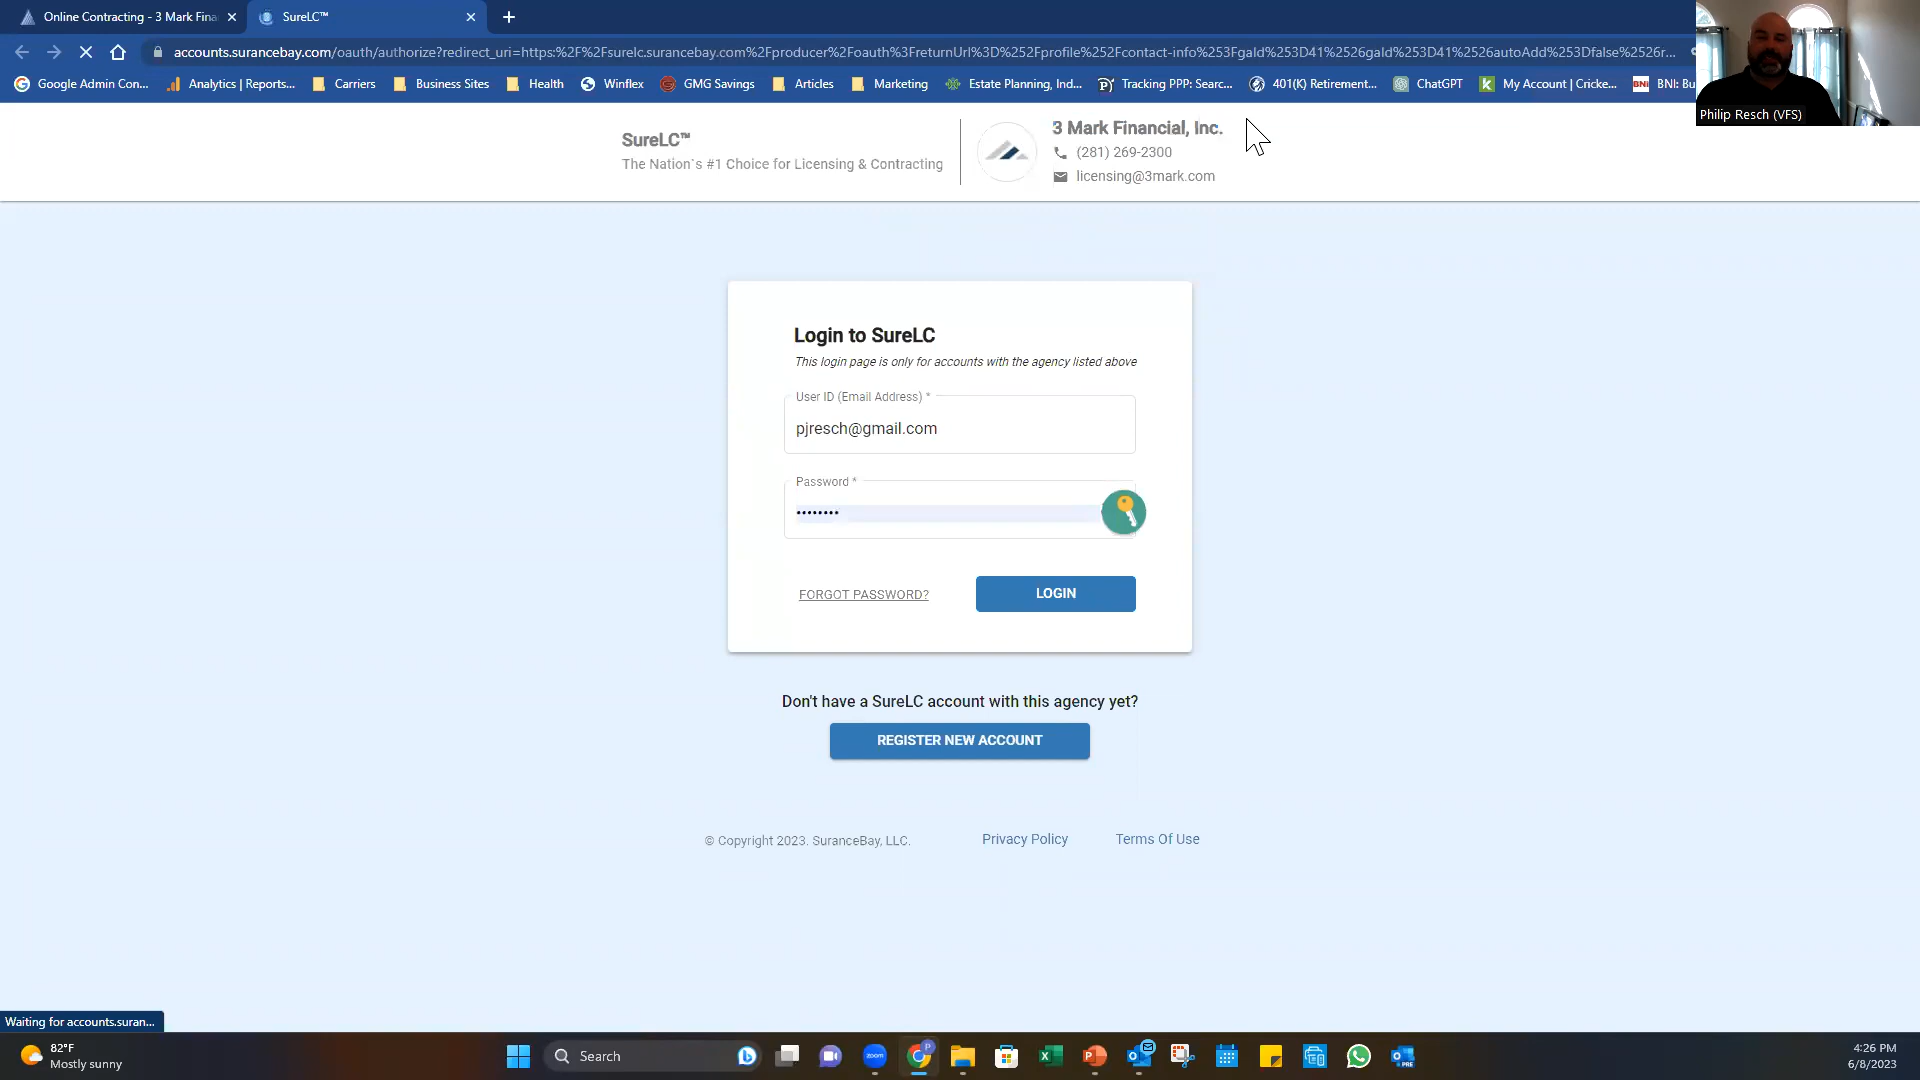 Online Contracting - 3 Mark Fina
SureLC™
accounts.surancebay.com/oauth/authorize?redirect_uri=https:%2F%2Fsurelc.surancebay.com%2Fproducer%2Foauth%3FreturnUrl%3D%252Fprofile%252Fcontact-info%253FgaId%253D41%2526gaId%253D41%2526autoAdd%253Dfalse%2526r...
Google Admin Con...
Analytics | Reports...
Carriers
Business Sites
Health
Winflex
GMG Savings
Articles
Marketing
Estate Planning, Ind...
Tracking PPP: Searc...
401(K) Retirement...
ChatGPT
My Account | Cricke...
BNI
BNI: Bu
Philip Resch (VFS)
SureLC™
The Nation`s #1 Choice for Licensing & Contracting
3 Mark Financial, Inc.
(281) 269-2300
licensing@3mark.com
Login to SureLC
This login page is only for accounts with the agency listed above
User ID (Email Address) *
pjresch@gmail.com
Password *
••••••••
FORGOT PASSWORD?
LOGIN
Don't have a SureLC account with this agency yet?
REGISTER NEW ACCOUNT
© Copyright 2023. SuranceBay, LLC.
Privacy Policy
Terms Of Use
Waiting for accounts.suran...
82°F
Mostly sunny
Search
zoom
4:26 PM
6/8/2023